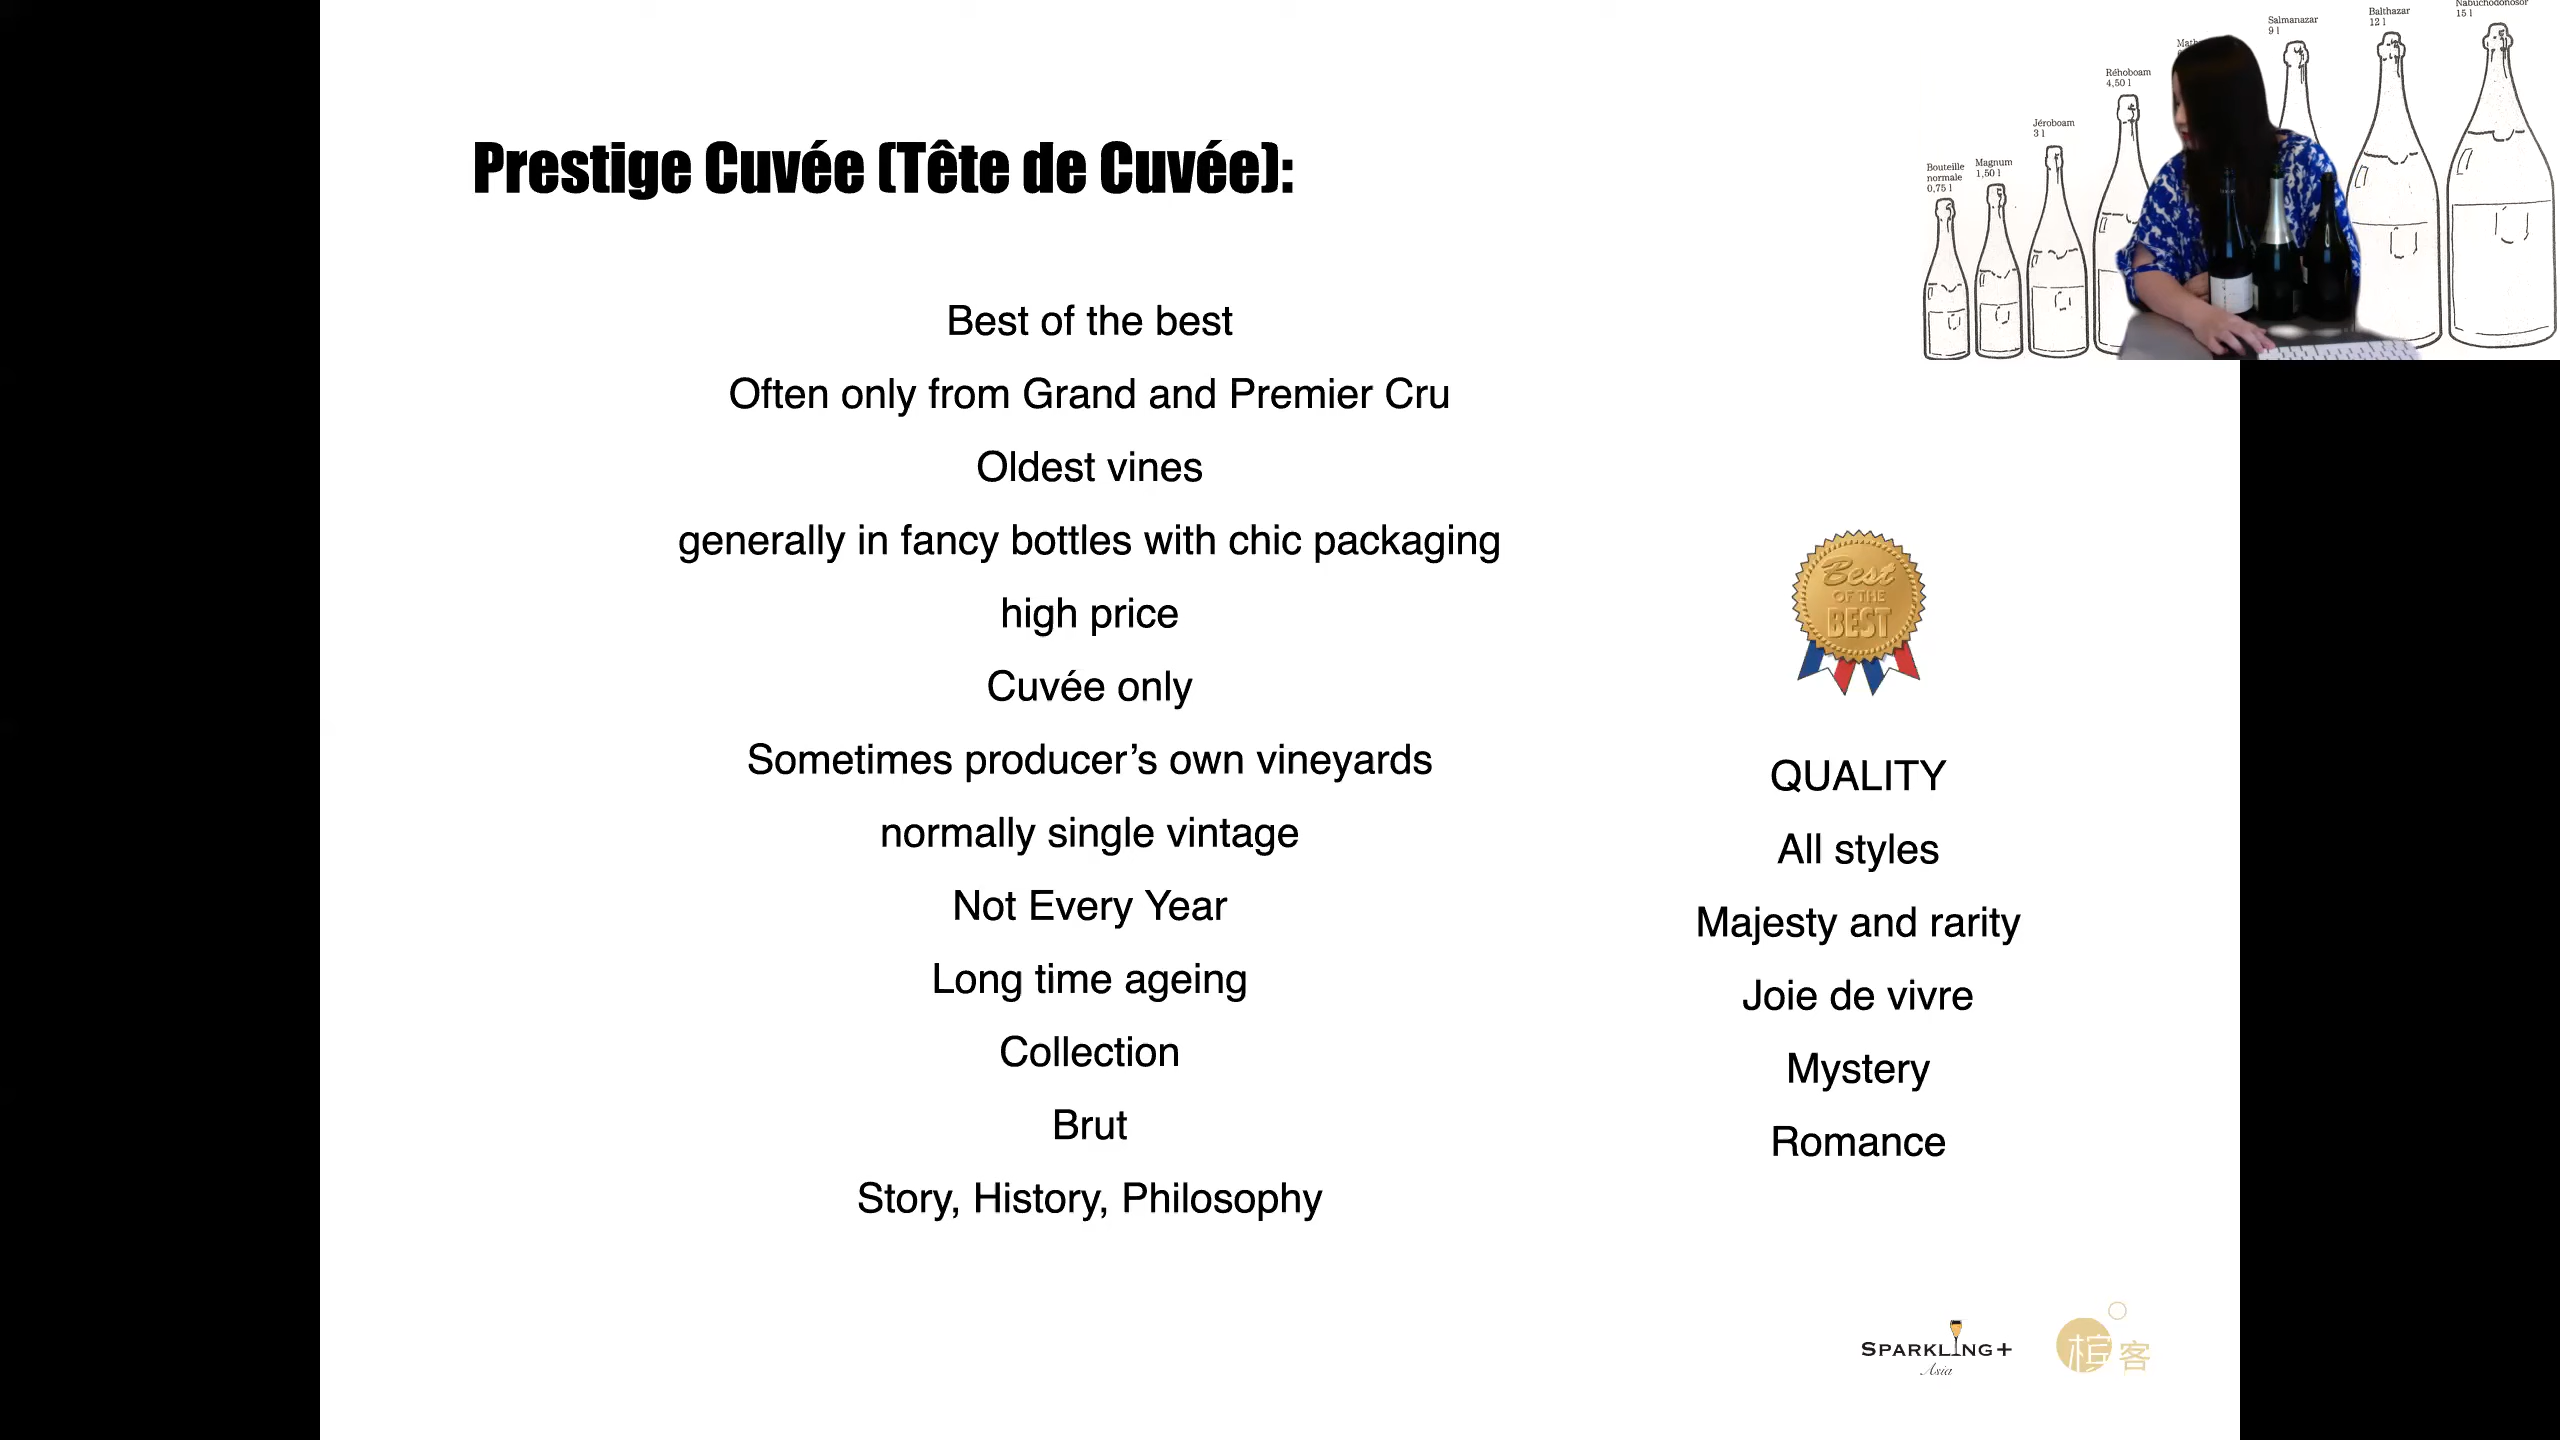 Prestige Cuvée (Tête de Cuvée):
Best of the best
Often only from Grand and Premier Cru
Oldest vines
generally in fancy bottles with chic packaging
high price
Cuvée only
Sometimes producer’s own vineyards
normally single vintage
Not Every Year
Long time ageing
Collection
Brut
Story, History, Philosophy
Best
OF THE
BEST
QUALITY
All styles
Majesty and rarity
Joie de vivre
Mystery
Romance
Bouteille
normale
0,75 l
Magnum
1,50 l
Jéroboam
3 l
Réhoboam
4,50 l
Salmanazar
9 l
Balthazar
12 l
Nabuchodonosor
15 l
SPARKLING+
Asia
槟客